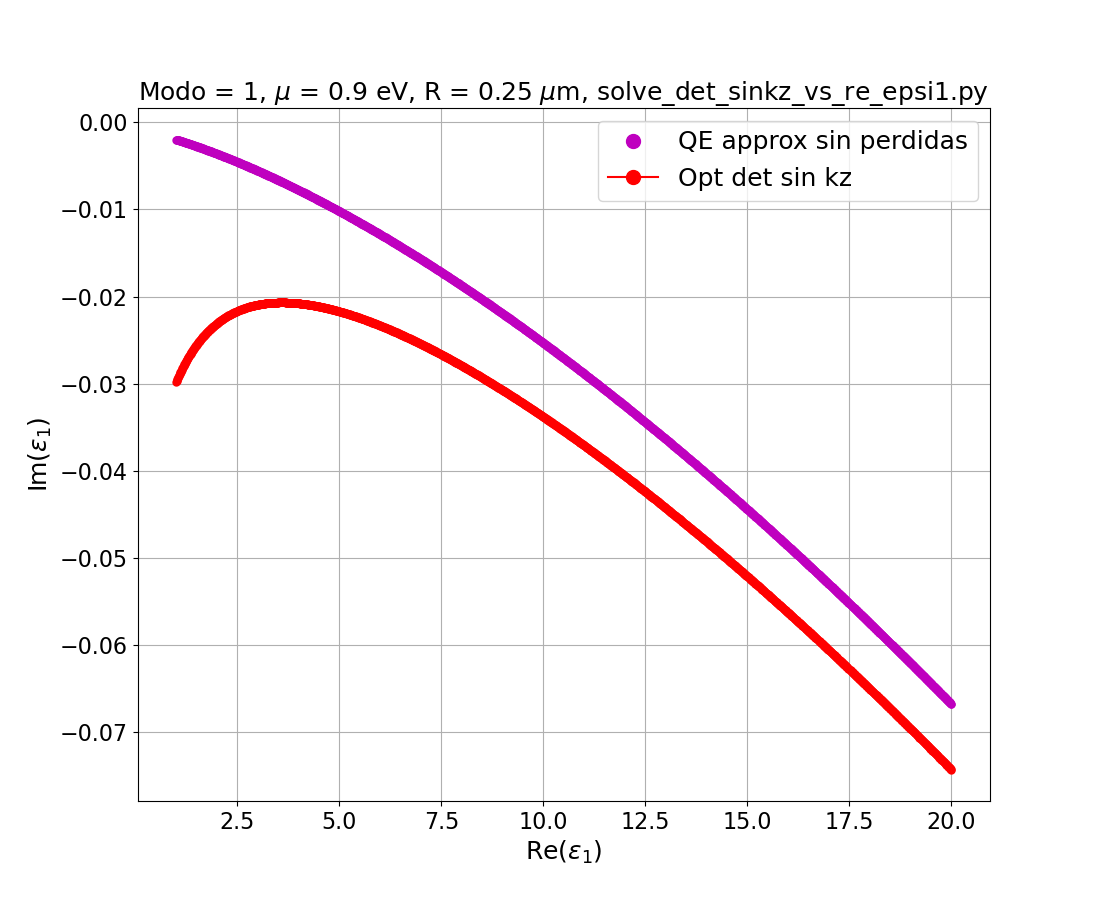 Modo = 1, μ = 0.9 eV, R = 0.25 μm, solve_det_sinkz_vs_re_epsi1.py
QE approx sin perdidas
Opt det sin kz
0.00
−0.01
−0.02
−0.03
−0.04
−0.05
−0.06
−0.07
Im(ε₁)
2.5 5.0 7.5 10.0 12.5 15.0 17.5 20.0
Re(ε₁)